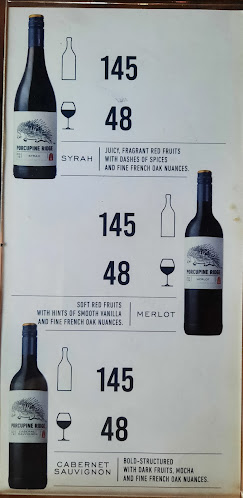 145
48
PORCUPINE RIDGE
SYRAH
SYRAH
JUICY, FRAGRANT RED FRUITS
WITH DASHES OF SPICES
AND FINE FRENCH OAK NUANCES.
145
48
PORCUPINE RIDGE
MERLOT
SOFT RED FRUITS
WITH HINTS OF SMOOTH VANILLA
AND FINE FRENCH OAK NUANCES.
MERLOT
145
48
PORCUPINE RIDGE
CABERNET
SAUVIGNON
BOLD-STRUCTURED
WITH DARK FRUITS, MOCHA
AND FINE FRENCH OAK NUANCES.